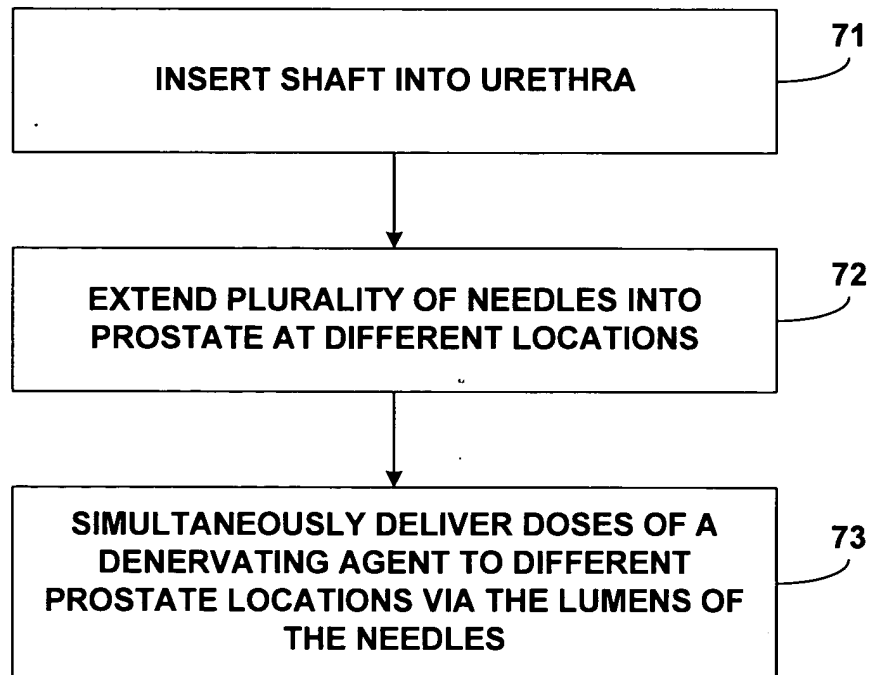 71
INSERT SHAFT INTO URETHRA
72
EXTEND PLURALITY OF NEEDLES INTO
PROSTATE AT DIFFERENT LOCATIONS
73
SIMULTANEOUSLY DELIVER DOSES OF A
DENERVATING AGENT TO DIFFERENT
PROSTATE LOCATIONS VIA THE LUMENS OF
THE NEEDLES